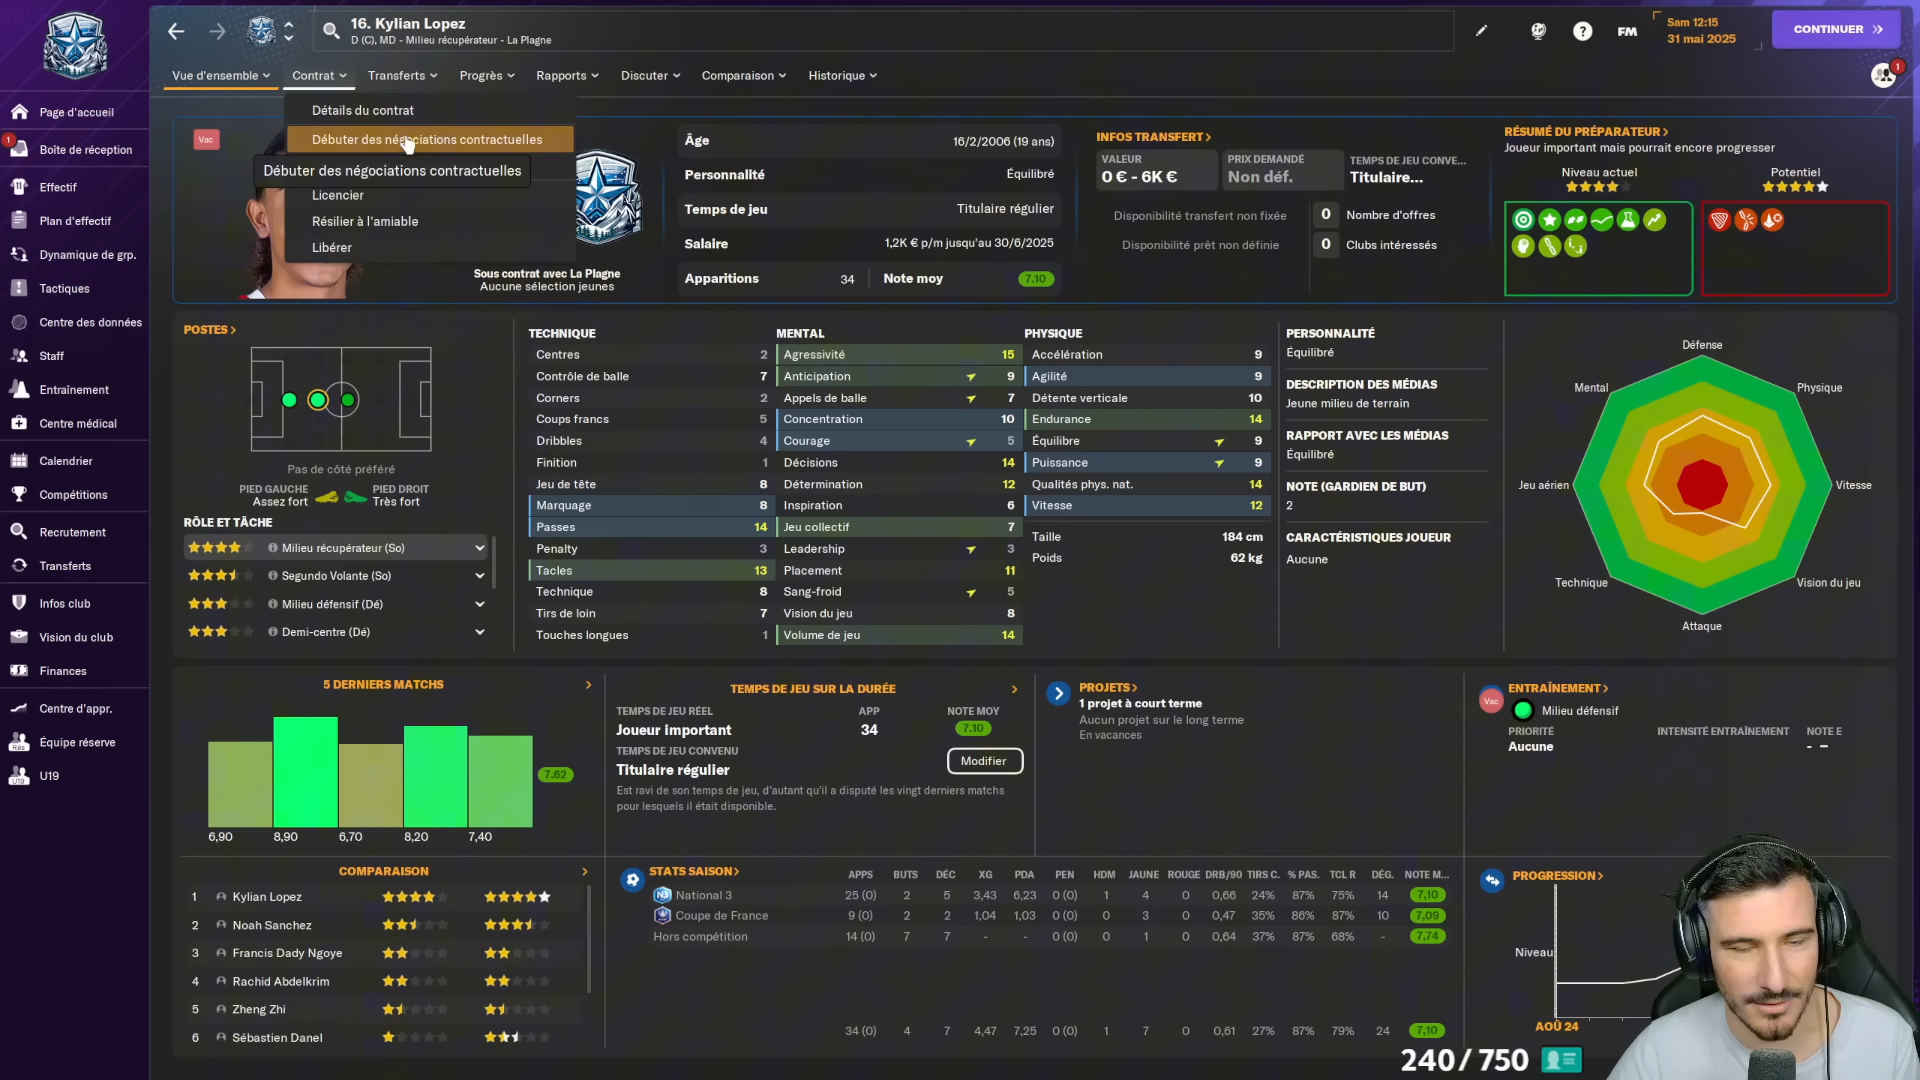 16. Kylian Lopez
D (C), MD - Milieu récupérateur - La Plagne
FM
Sam 12:15
31 mai 2025
CONTINUER
Vue d'ensemble
Contrat
Transferts
Progrès
Rapports
Discuter
Comparaison
Historique
1
Page d'accueil
1
Boîte de réception
Effectif
Plan d'effectif
Dynamique de grp.
Tactiques
Centre des données
Staff
Entraînement
Centre médical
Calendrier
Compétitions
Recrutement
Transferts
Infos club
Vision du club
Finances
Centre d'appr.
Équipe réserve
U19
Détails du contrat
Débuter des négociations contractuelles
Débuter des négociations contractuelles
Licencier
Résilier à l'amiable
Libérer
Vac
Sous contrat avec La Plagne
Aucune sélection jeunes
Âge 16/2/2006 (19 ans)
Personnalité Équilibré
Temps de jeu Titulaire régulier
Salaire 1,2K € p/m jusqu'au 30/6/2025
Apparitions 34 Note moy 7.10
INFOS TRANSFERT
VALEUR
0 € - 6K €
PRIX DEMANDÉ
Non déf.
TEMPS DE JEU CONVE...
Titulaire...
Disponibilité transfert non fixée
0 Nombre d'offres
Disponibilité prêt non définie
0 Clubs intéressés
RÉSUMÉ DU PRÉPARATEUR
Joueur important mais pourrait encore progresser
Niveau actuel
Potentiel
POSTES
Pas de côté préféré
PIED GAUCHE
Assez fort
PIED DROIT
Très fort
RÔLE ET TÂCHE
Milieu récupérateur (So)
Segundo Volante (So)
Milieu défensif (Dé)
Demi-centre (Dé)
TECHNIQUE
Centres 2
Contrôle de balle 7
Corners 2
Coups francs 5
Dribbles 4
Finition 1
Jeu de tête 8
Marquage 8
Passes 14
Penalty 3
Tacles 13
Technique 8
Tirs de loin 7
Touches longues 1
MENTAL
Agressivité 15
Anticipation 9
Appels de balle 7
Concentration 10
Courage 5
Décisions 14
Détermination 12
Inspiration 6
Jeu collectif 7
Leadership 3
Placement 11
Sang-froid 5
Vision du jeu 8
Volume de jeu 14
PHYSIQUE
Accélération 9
Agilité 9
Détente verticale 10
Endurance 14
Équilibre 9
Puissance 9
Qualités phys. nat. 14
Vitesse 12
Taille 184 cm
Poids 62 kg
PERSONNALITÉ
Équilibré
DESCRIPTION DES MÉDIAS
Jeune milieu de terrain
RAPPORT AVEC LES MÉDIAS
Équilibré
NOTE (GARDIEN DE BUT)
2
CARACTÉRISTIQUES JOUEUR
Aucune
Défense
Mental
Physique
Jeu aérien
Vitesse
Technique
Vision du jeu
Attaque
5 DERNIERS MATCHS
7.62
6,90 8,90 6,70 8,20 7,40
TEMPS DE JEU SUR LA DURÉE
TEMPS DE JEU RÉEL APP NOTE MOY
Joueur important 34 7.10
TEMPS DE JEU CONVENU
Titulaire régulier
Modifier
Est ravi de son temps de jeu, d'autant qu'il a disputé les vingt derniers matchs
pour lesquels il était disponible.
PROJETS
1 projet à court terme
Aucun projet sur le long terme
En vacances
Vac
ENTRAÎNEMENT
Milieu défensif
PRIORITÉ INTENSITÉ ENTRAÎNEMENT NOTE E
Aucune - –
COMPARAISON
1 Kylian Lopez
2 Noah Sanchez
3 Francis Dady Ngoye
4 Rachid Abdelkrim
5 Zheng Zhi
6 Sébastien Danel
STATS SAISON APPS BUTS DÉC XG PDA PEN HDM JAUNE ROUGE DRB/90 TIRS C. % PAS. TCL R DÉG. NOTE M...
National 3 25 (0) 2 5 3,43 6,23 0 (0) 1 4 0 0,66 24% 87% 75% 14 7,10
Coupe de France 9 (0) 2 2 1,04 1,03 0 (0) 0 3 0 0,47 35% 86% 87% 10 7,09
Hors compétition 14 (0) 7 7 - - 0 (0) 0 1 0 0,64 37% 87% 68% - 7,74
34 (0) 4 7 4,47 7,25 0 (0) 1 7 0 0,61 27% 87% 79% 24 7,10
PROGRESSION
Niveau
AOÛ 24
240/750